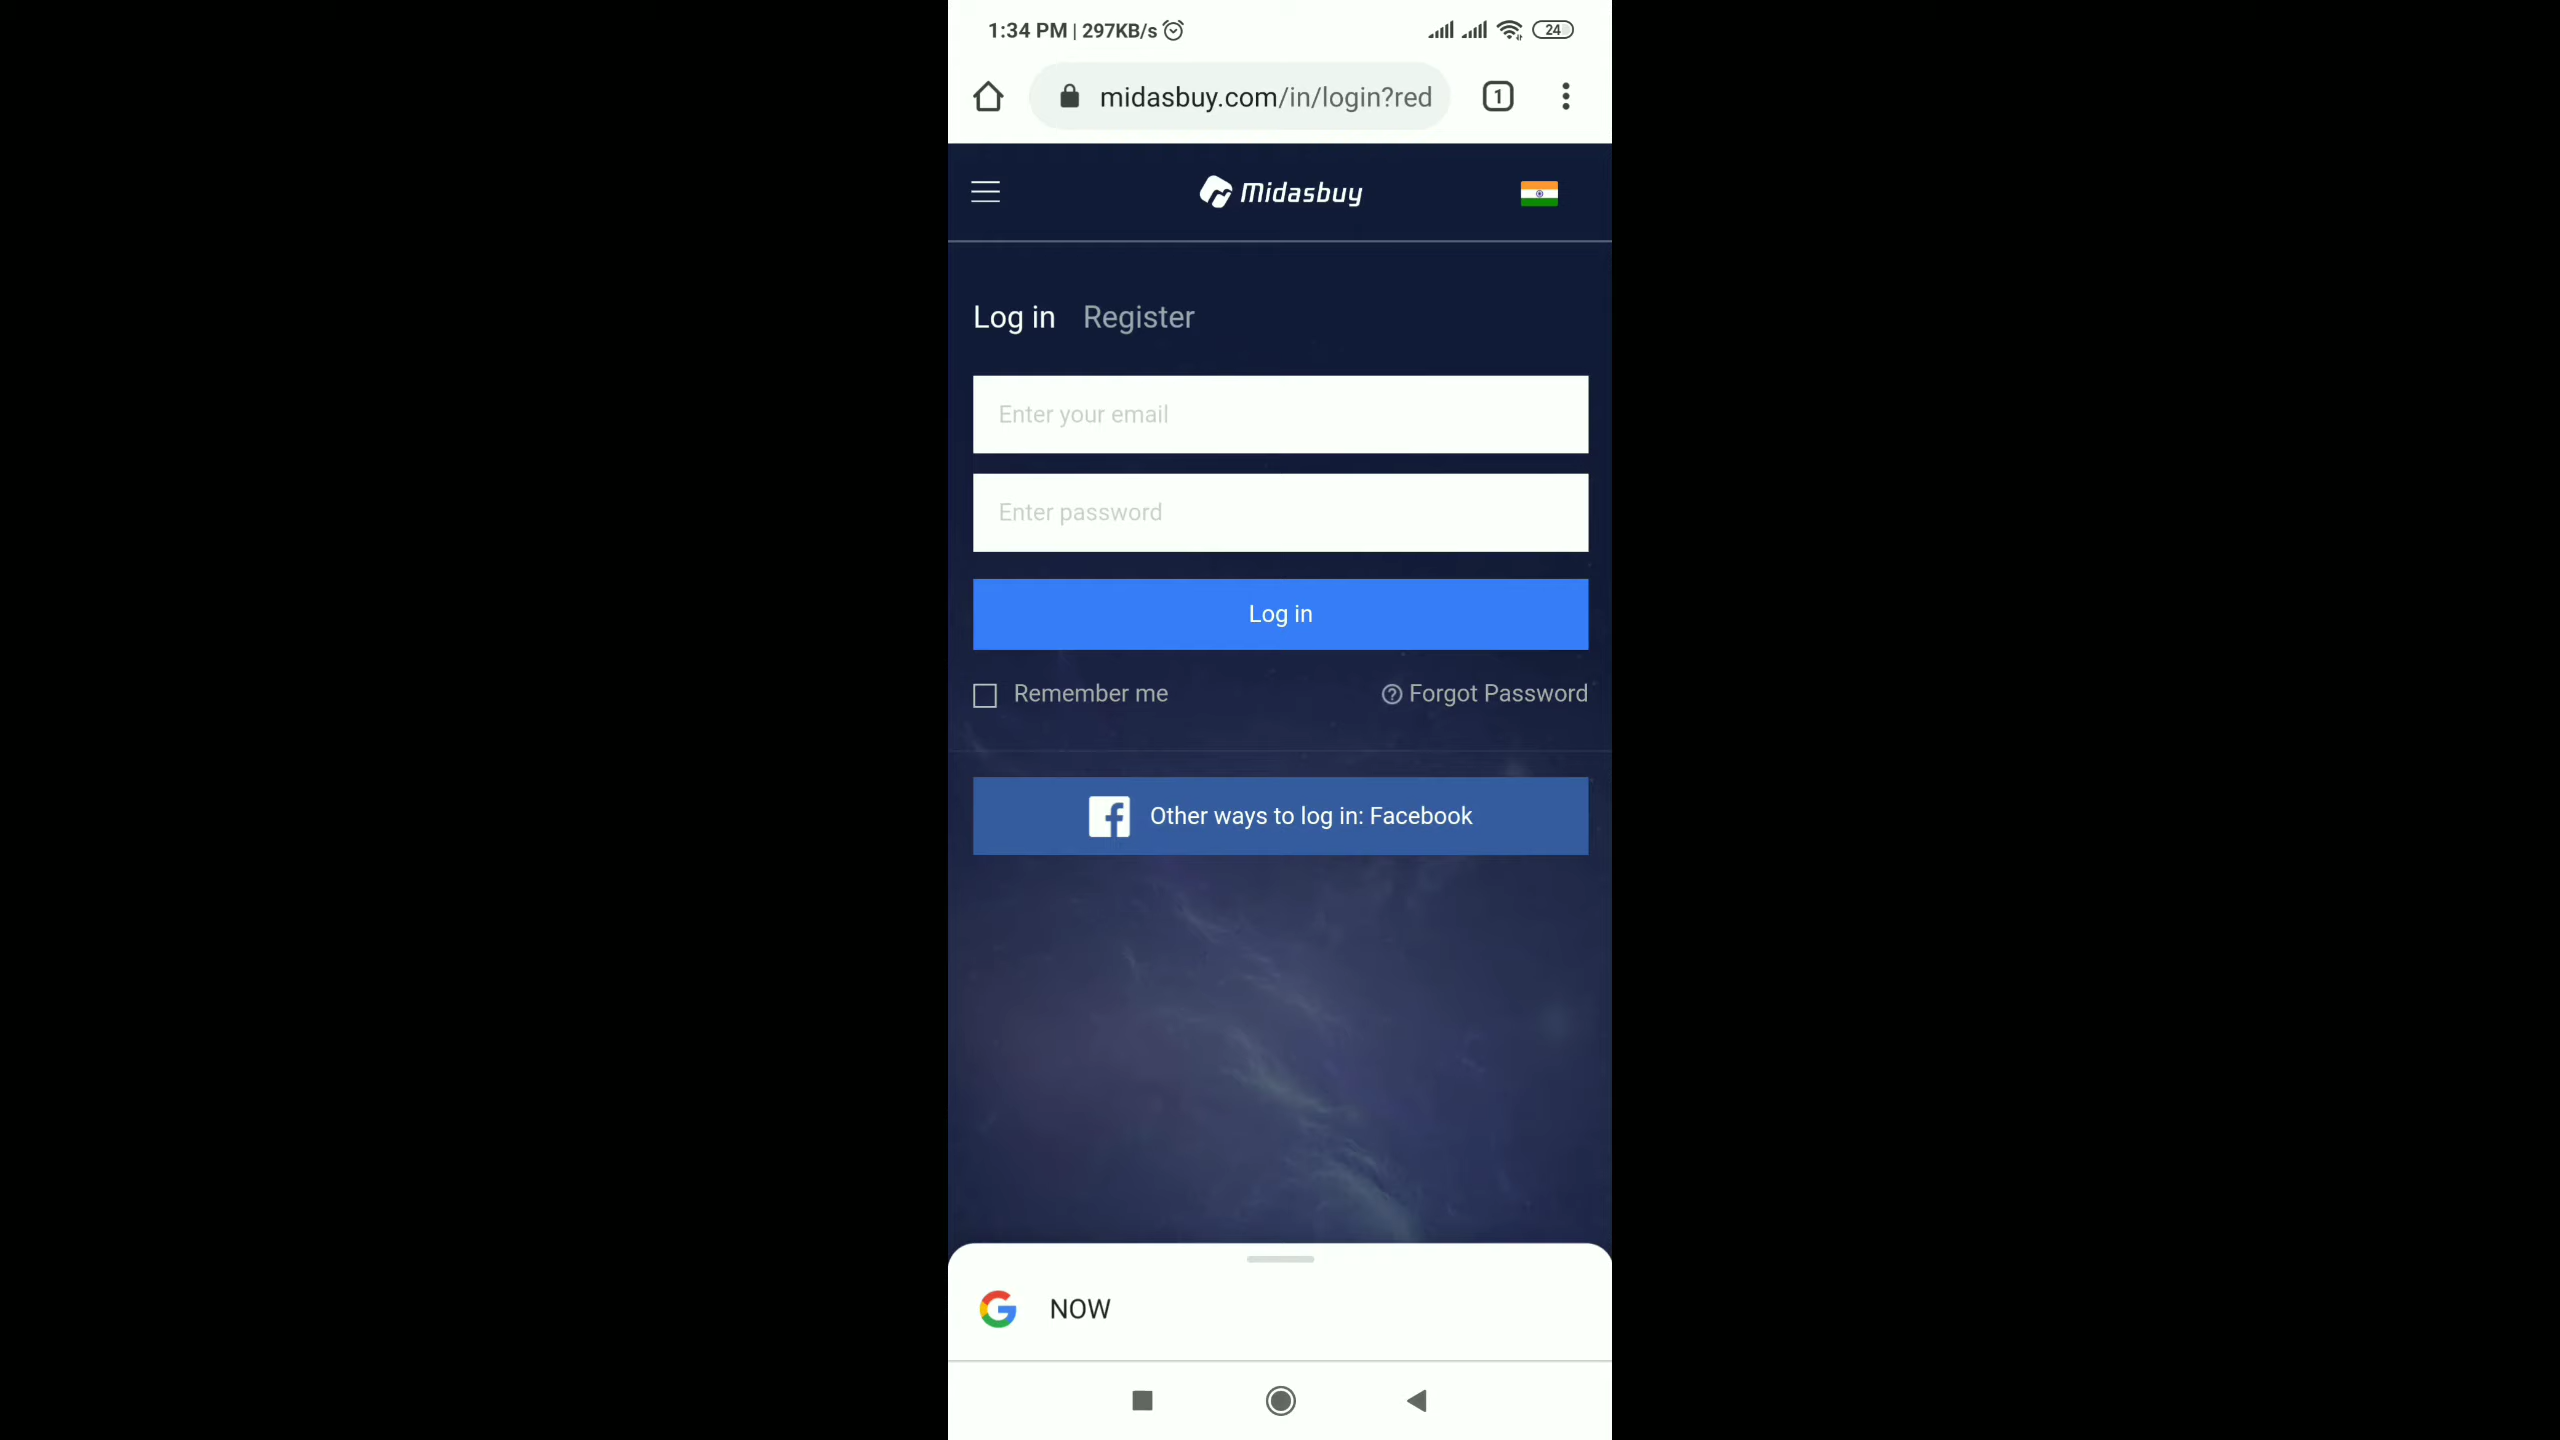 1:34 PM | 297KB/s
24
midasbuy.com/in/login?red
1
Midasbuy
Log in Register
Enter your email
Enter password
Log in
Remember me
Forgot Password
Other ways to log in: Facebook
NOW